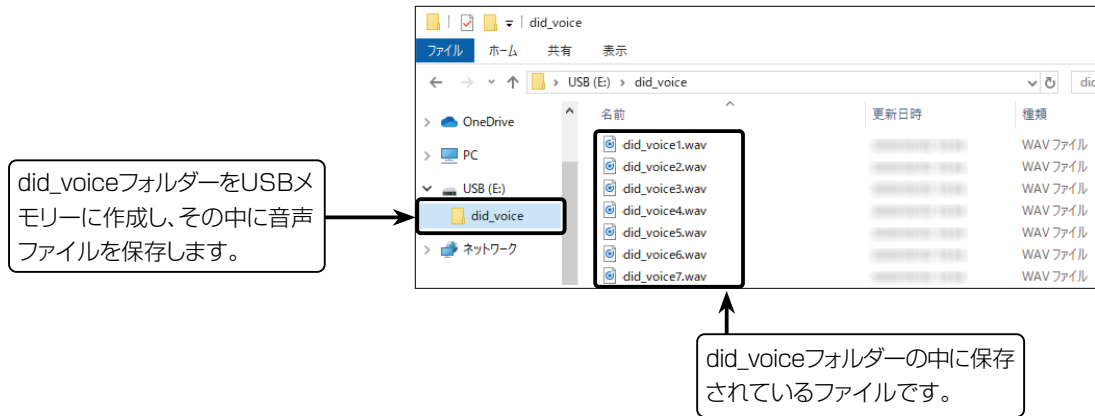 did_voice
ファイル ホーム 共有 表示
USB (E:) › did_voice did
名前 更新日時 種類
OneDrive
PC
USB (E:)
did_voice
ネットワーク
did_voice1.wav WAV ファイル
did_voice2.wav WAV ファイル
did_voice3.wav WAV ファイル
did_voice4.wav WAV ファイル
did_voice5.wav WAV ファイル
did_voice6.wav WAV ファイル
did_voice7.wav WAV ファイル
did_voiceフォルダーをUSBメ
モリーに作成し、その中に音声
ファイルを保存します。
did_voiceフォルダーの中に保存
されているファイルです。